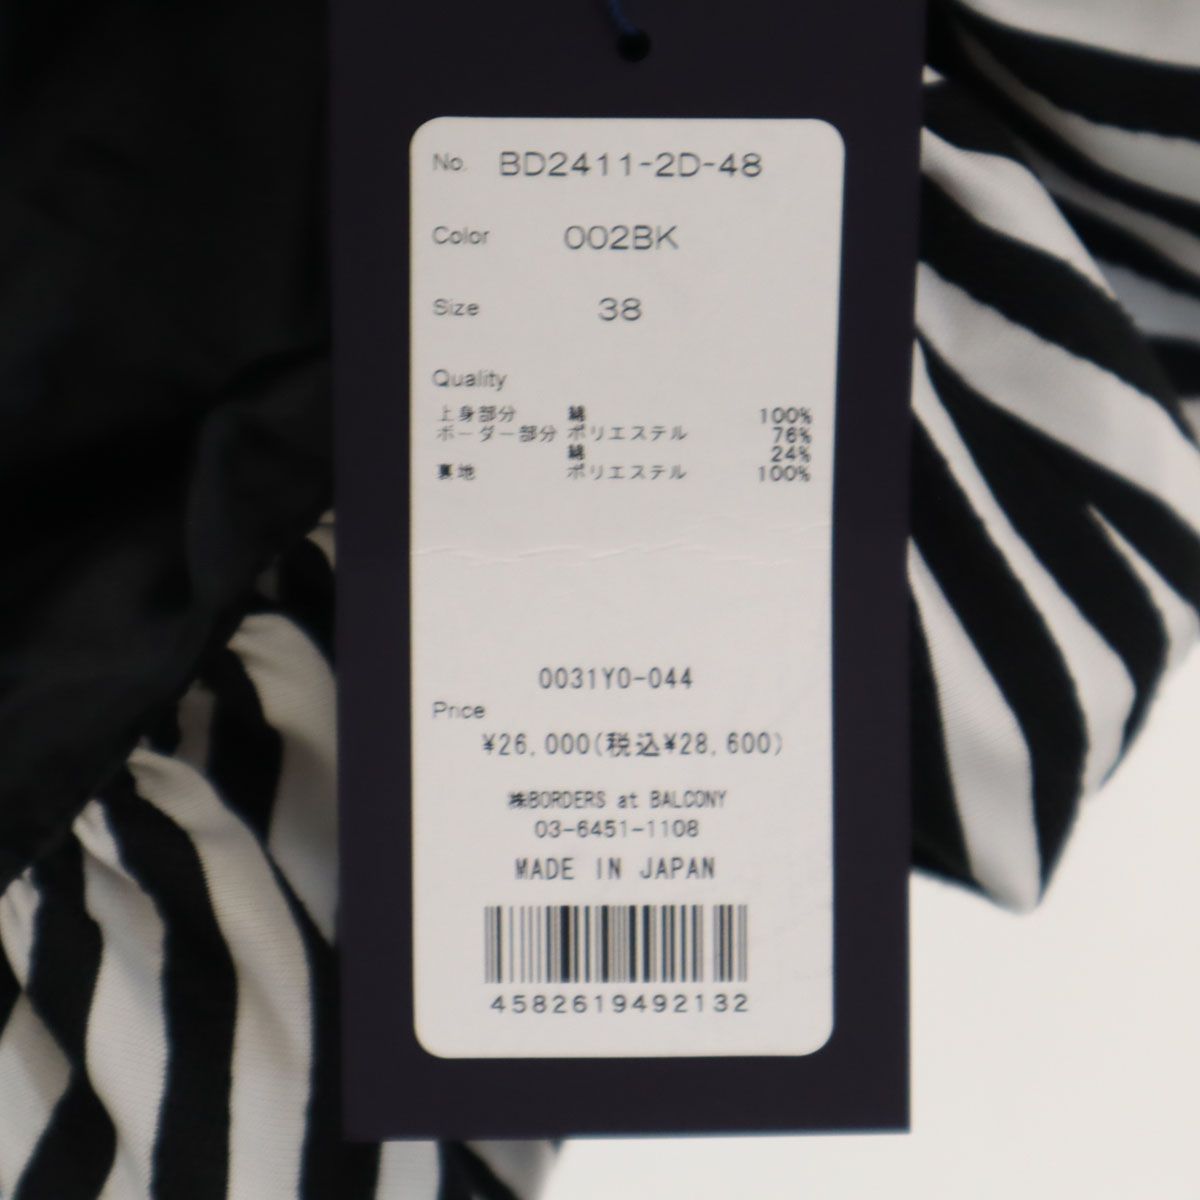 No. BD2411-2D-48
Color 002BK
Size 38
Quality
上身部分 綿 100%
ボーダー部分 ポリエステル 76%
綿 24%
裏地 ポリエステル 100%
0031Y0-044
Price
¥26,000(税込¥28,600)
㈱BORDERS at BALCONY
03-6451-1108
MADE IN JAPAN
4582619492132